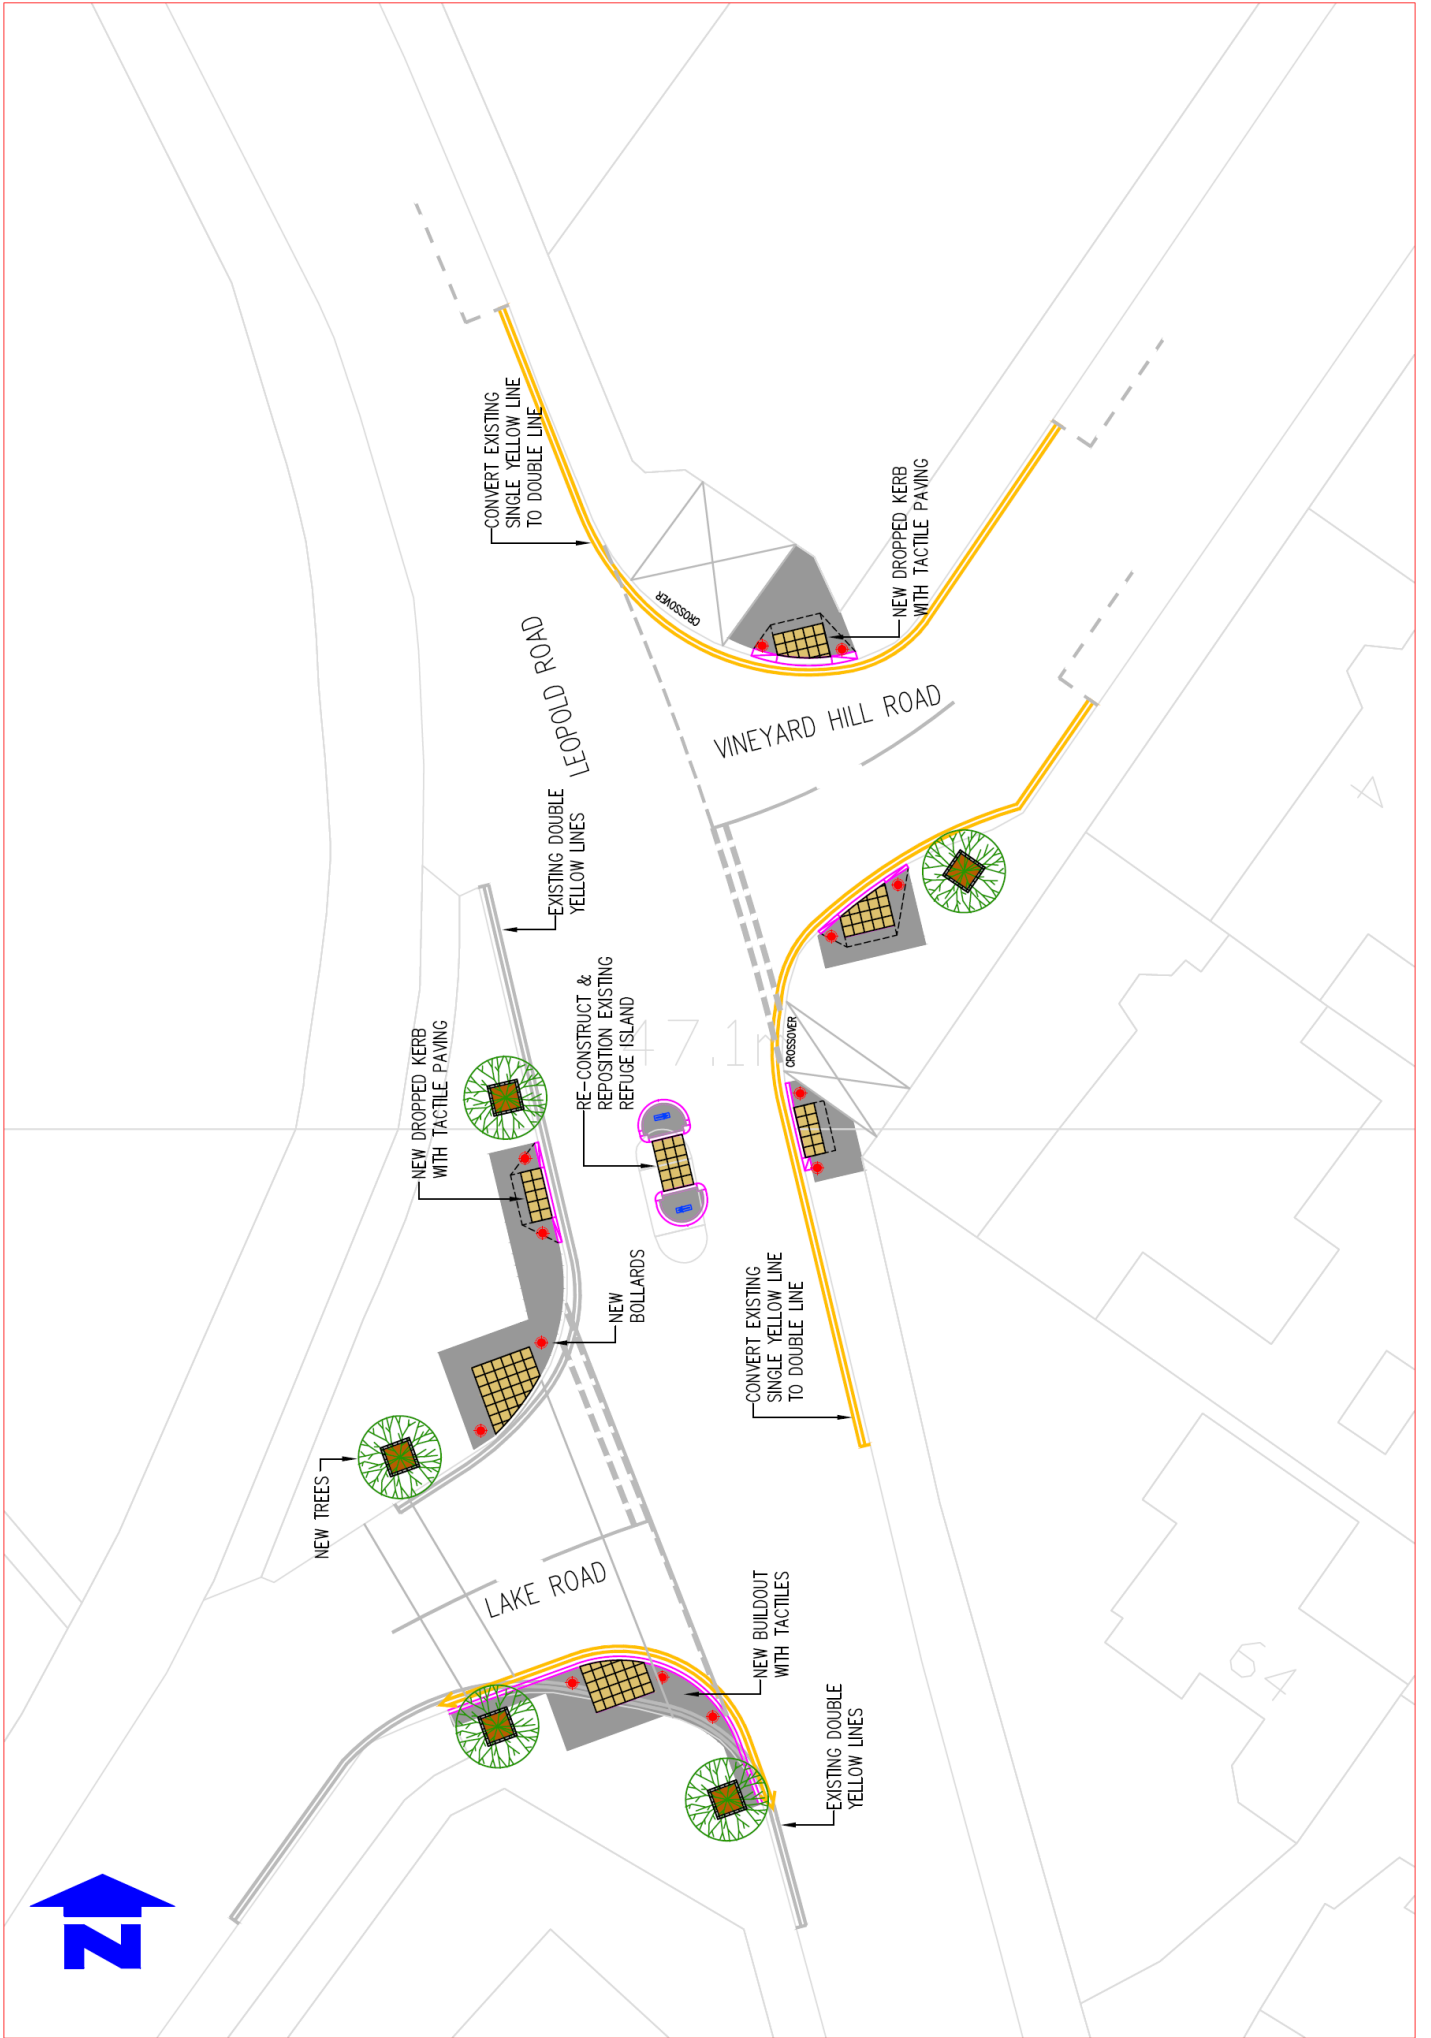 CONVERT EXISTING
SINGLE YELLOW LINE
TO DOUBLE LINE
CROSSOVER
NEW DROPPED KERB
WITH TACTILE PAVING
LEOPOLD ROAD
VINEYARD HILL ROAD
EXISTING DOUBLE
YELLOW LINES
4
RE-CONSTRUCT &
REPOSITION EXISTING
REFUGE ISLAND
47.1m
CROSSOVER
NEW DROPPED KERB
WITH TACTILE PAVING
NEW
BOLLARDS
CONVERT EXISTING
SINGLE YELLOW LINE
TO DOUBLE LINE
NEW TREES
LAKE ROAD
NEW BUILDOUT
WITH TACTILES
EXISTING DOUBLE
YELLOW LINES
N